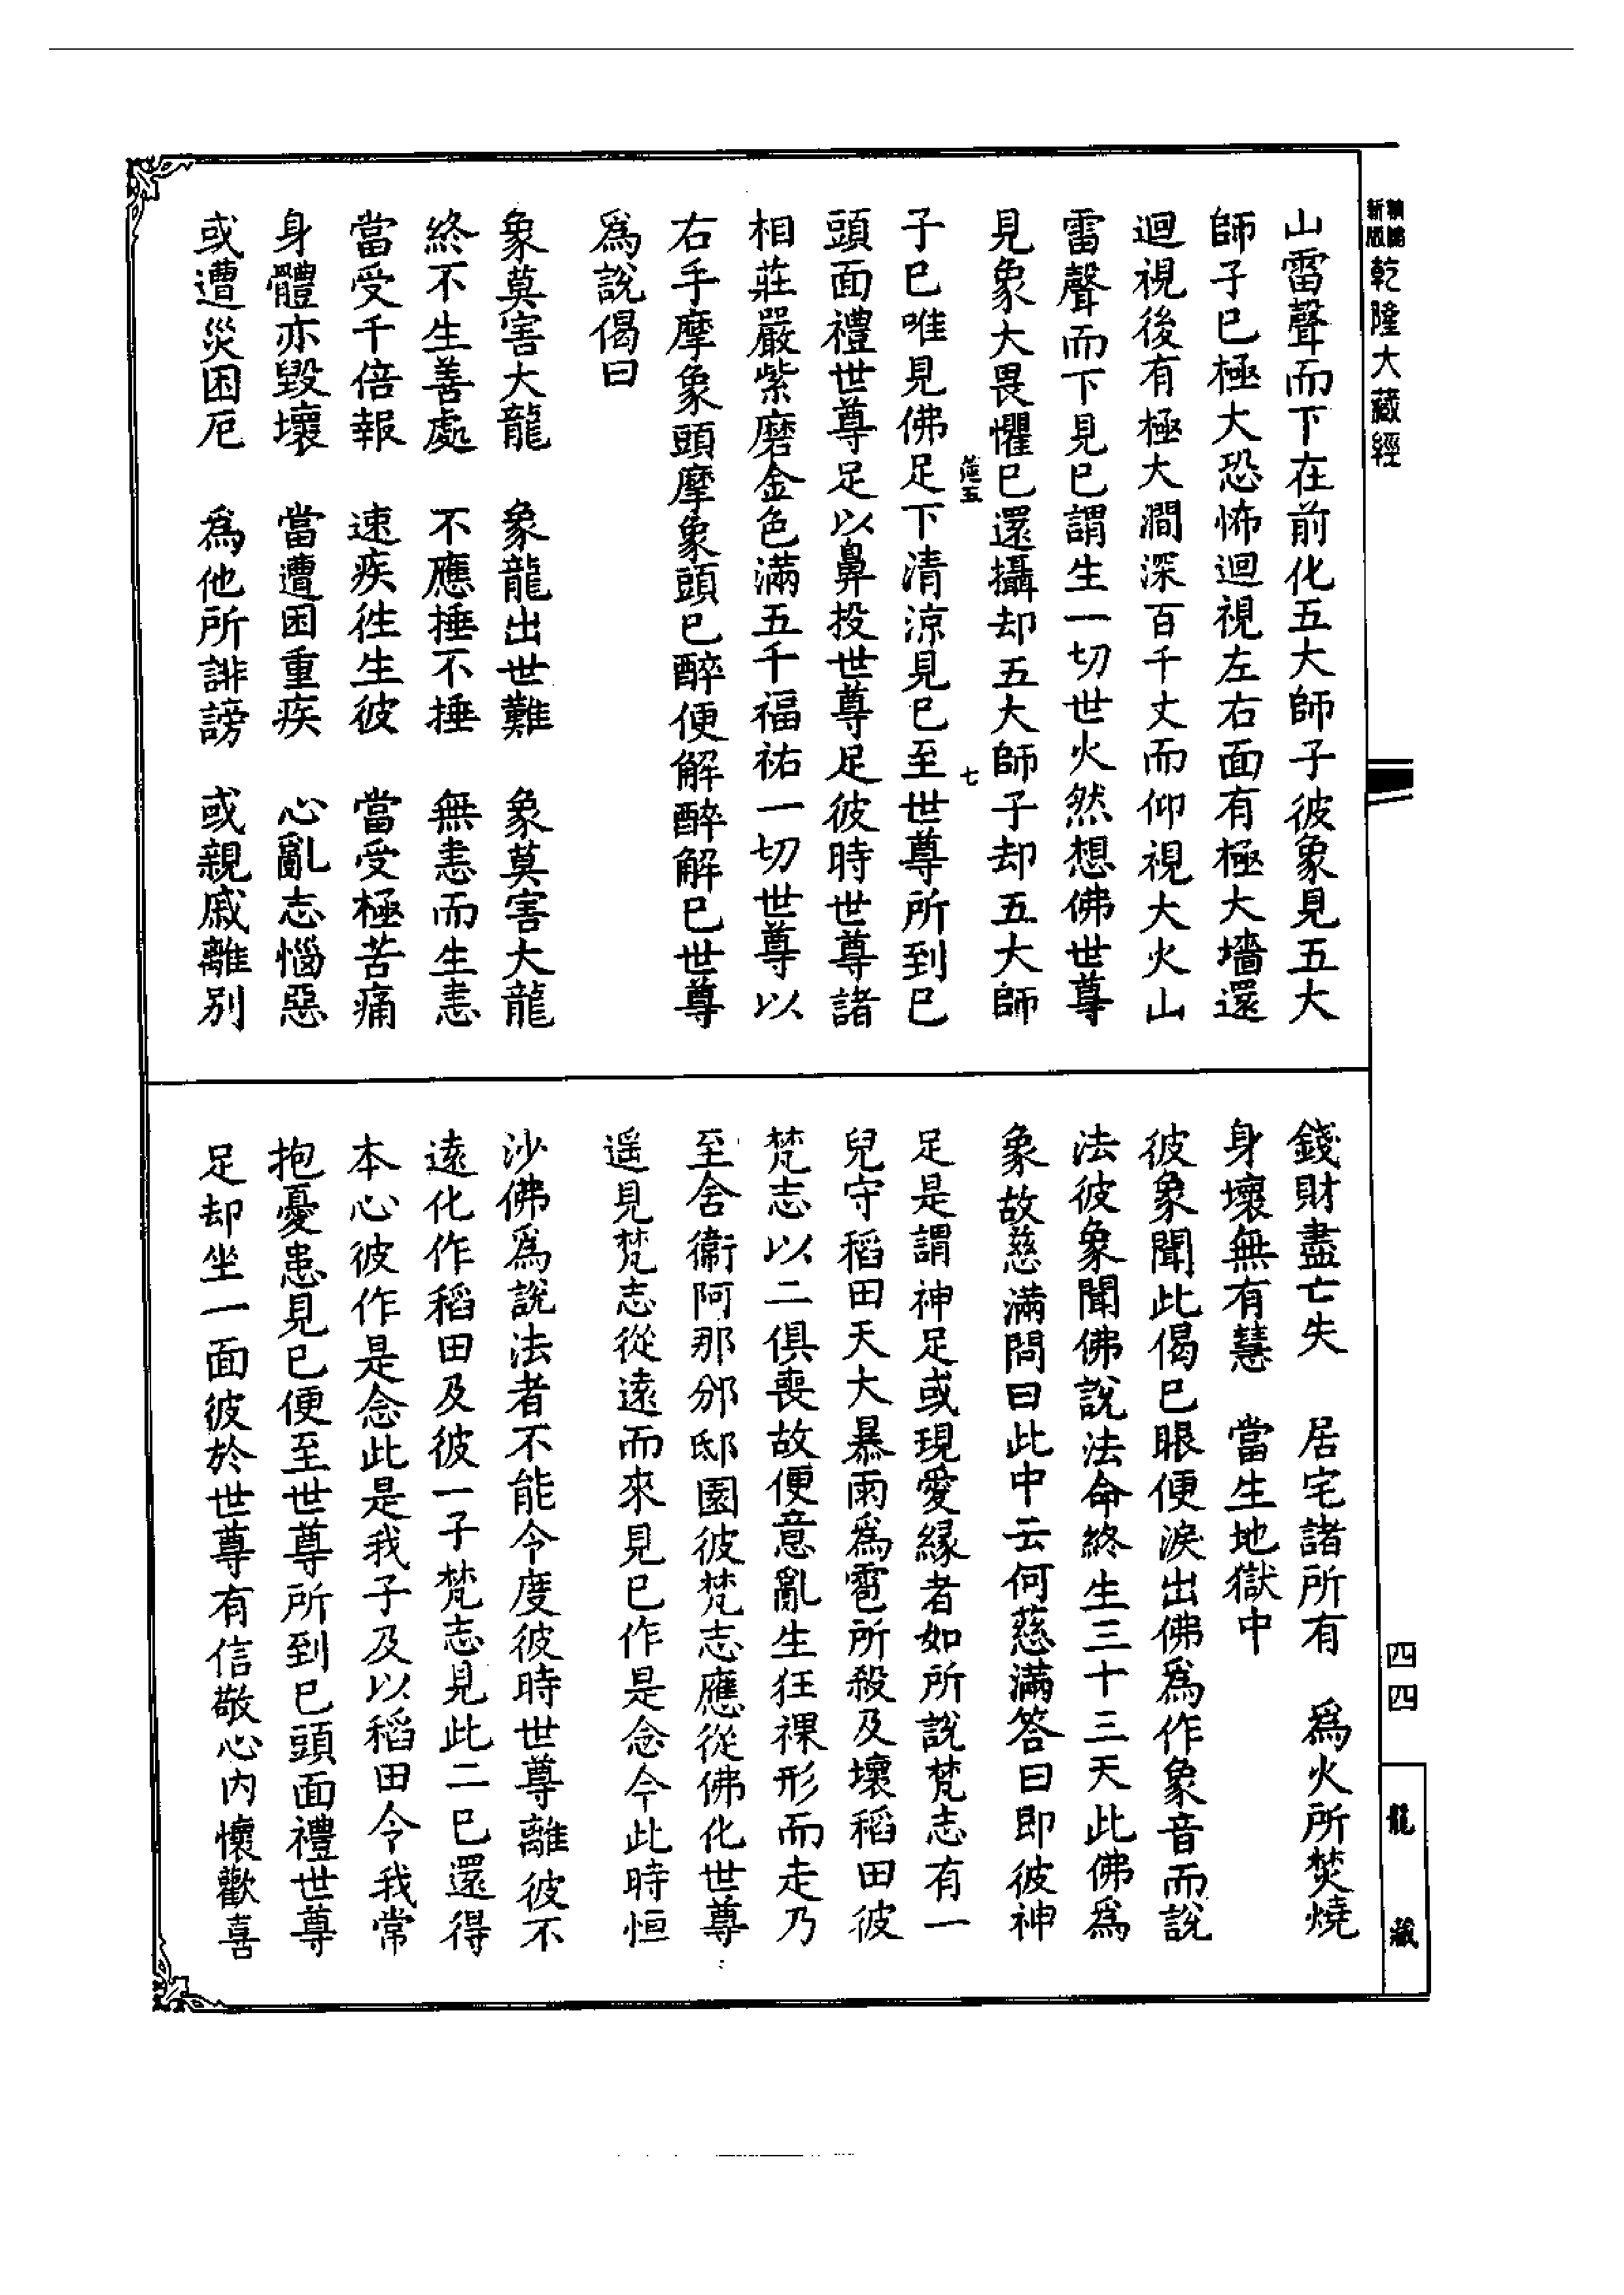 新版
乾隆大藏經
山雷聲而下在前化五大師子彼象見五大
師子已極大恐怖迴視左右面有極大墻還
迴視後有極大澗深百千丈而仰視大火山
雷聲而下見已謂生一切世火然想佛世尊
見象大畏懼已還攝却五大師子却五大師
七
子已唯見佛足下清涼見已至世尊所到已
頭面禮世尊足以鼻投世尊足彼時世尊諸
相莊嚴紫磨金色滿五千福祐一切世尊以
右手摩象頭摩象頭已醉便解醉解已世尊
爲說偈曰
象莫害大龍　象龍出世難　象莫害大龍
終不生善處　不應捶不捶　無恚而生恚
當受千倍報　速疾徃生彼　當受極苦痛
身體亦毀壞　當遭困重疾　心亂志惱惡
或遭災困厄　爲他所誹謗　或親戚離別
錢財盡亡失　居宅諸所有　爲火所焚燒
身壞無有慧　當生地獄中
彼象聞此偈已眼便淚出佛爲作象音而說
法彼象聞佛說法命終生三十三天此佛爲
象故慈滿問曰此中云何慈滿答曰即彼神
足是謂神足或現愛縁者如所說梵志有一
兒守稻田天大暴雨爲雹所殺及壞稻田彼
梵志以二俱喪故便意亂生狂裸形而走乃
至舍衞阿那邠邸園彼梵志應從佛化世尊
遥見梵志從遠而來見已作是念今此時恒
沙佛爲說法者不能令度彼時世尊離彼不
遠化作稻田及彼一子梵志見此二已還得
本心彼作是念此是我子及以稻田令我常
抱憂患見已便至世尊所到已頭面禮世尊
足却坐一面彼於世尊有信敬心内懷歡喜
四四
龍藏